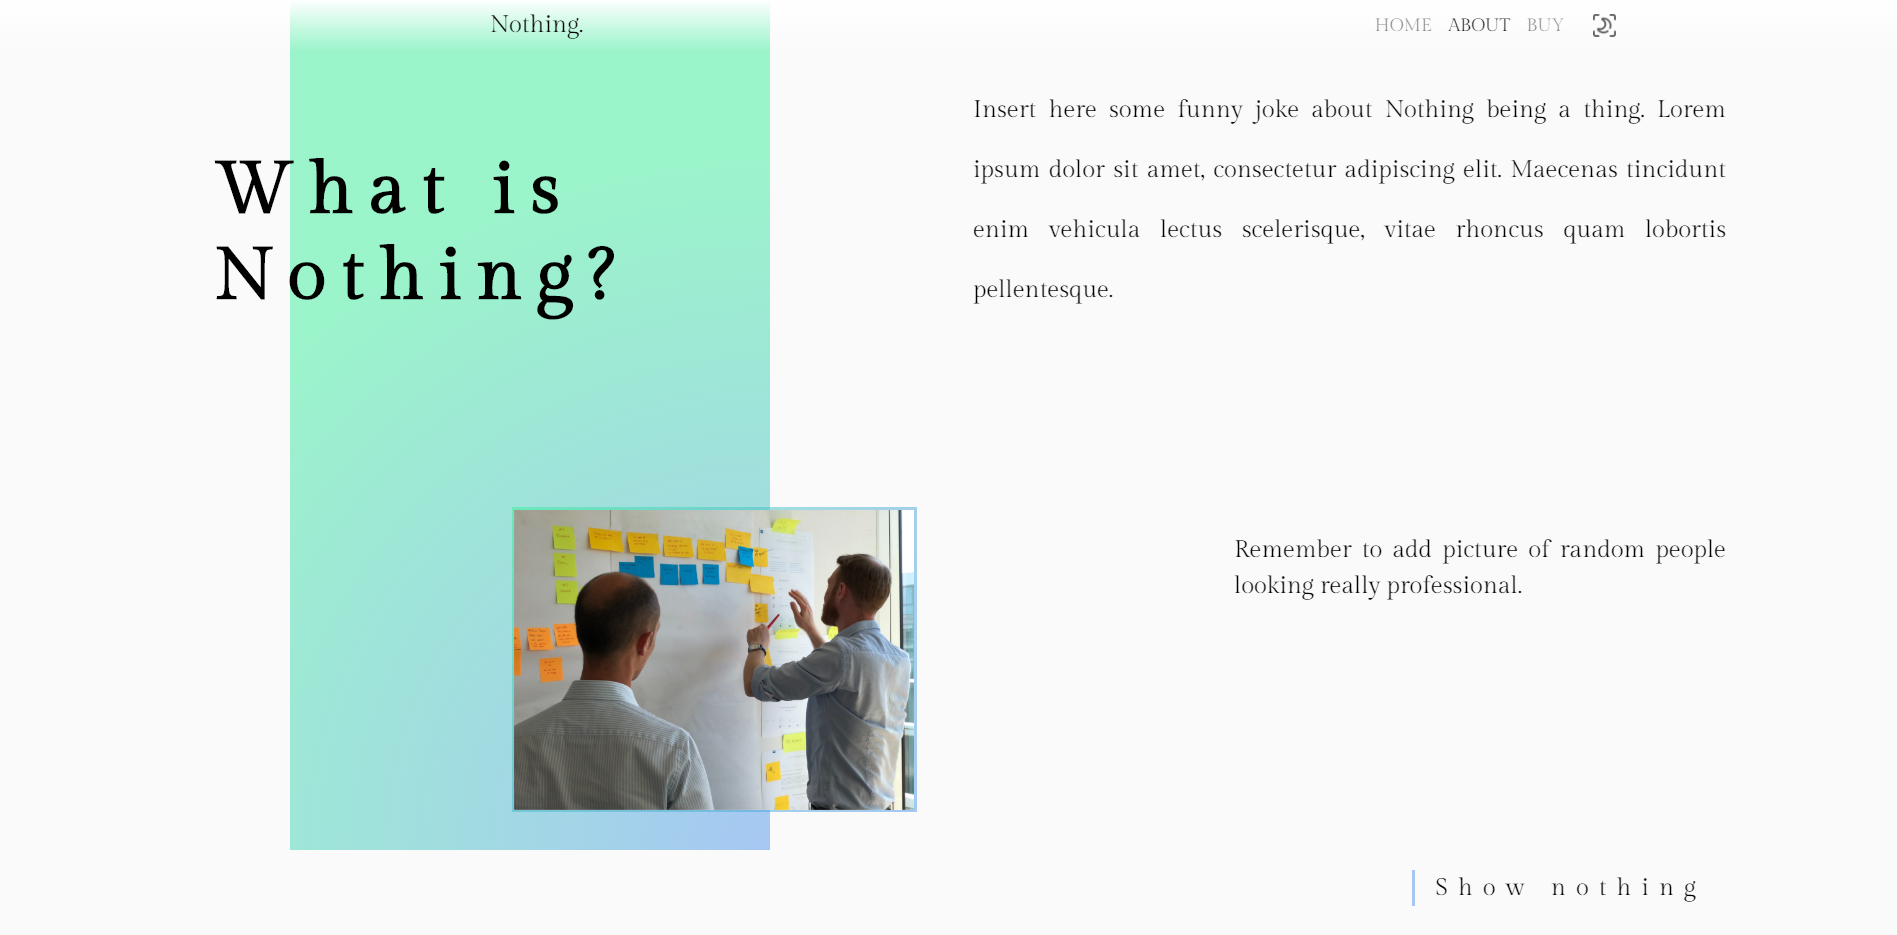 Nothing.
HOME ABOUT BUY
What is
Nothing?
Insert here some funny joke about Nothing being a thing. Lorem
ipsum dolor sit amet, consectetur adipiscing elit. Maecenas tincidunt
enim vehicula lectus scelerisque, vitae rhoncus quam lobortis
pellentesque.
Remember to add picture of random people
looking really professional.
Show nothing